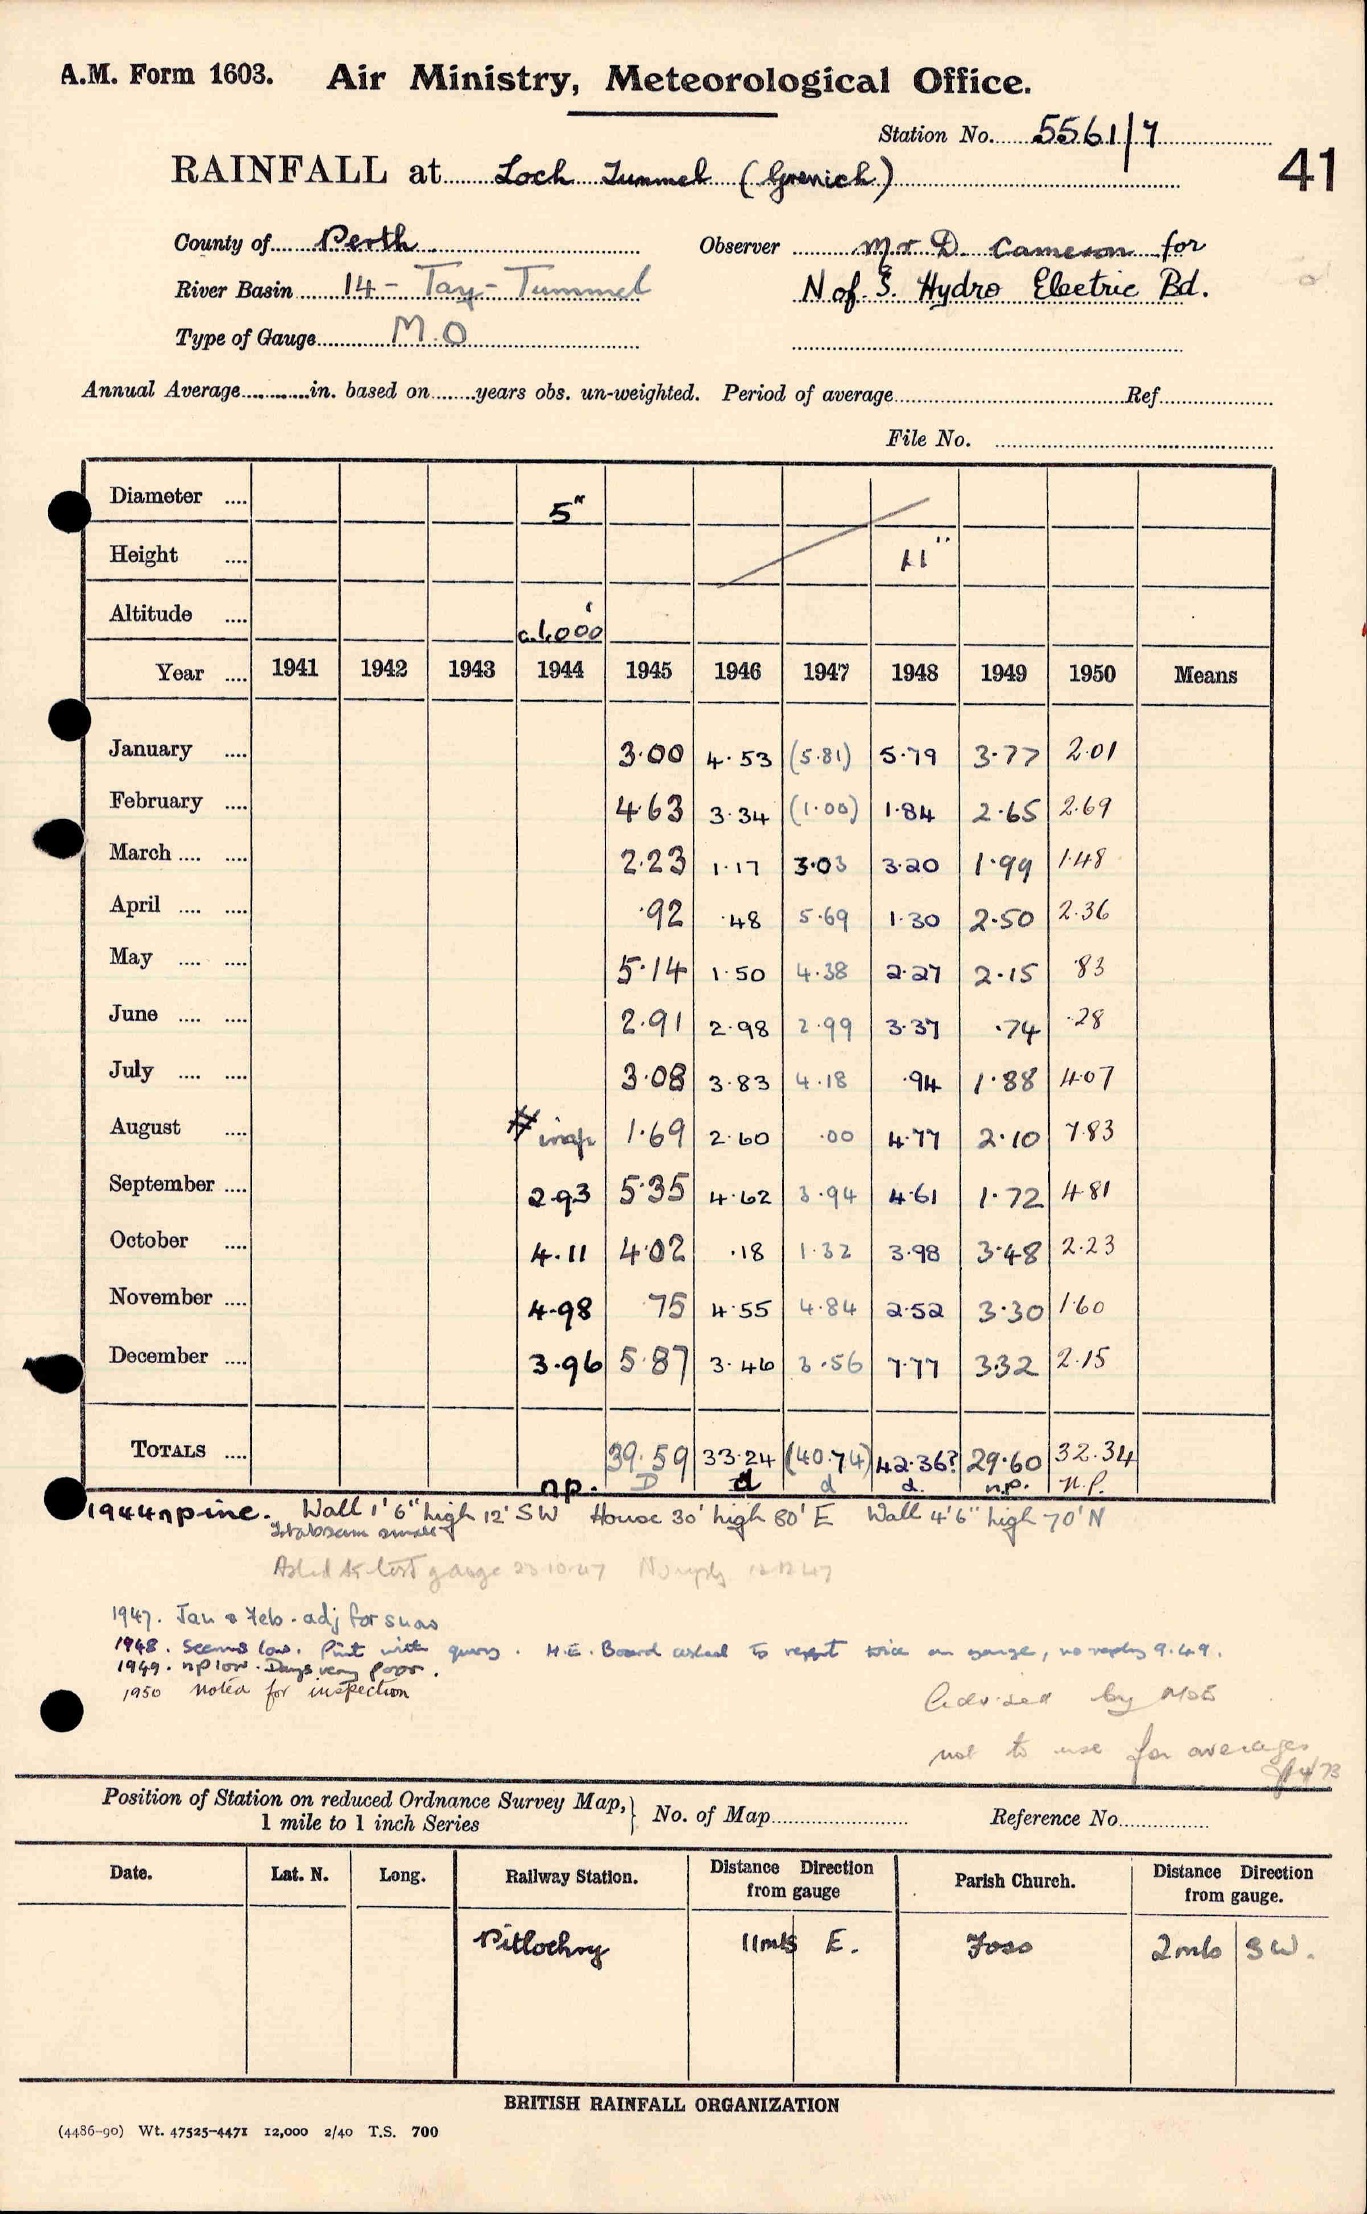 A.M. Form 1603. Air Ministry, Meteorological Office.
Station No. 5561/7
41
RAINFALL at Loch Tummel (Grenich)
County of Perth Observer Mr D. Cameron for
River Basin 14 - Tay - Tummel N of S. Hydro Electric Bd.
Type of Gauge M.O
Annual Average in. based on years obs. un-weighted. Period of average Ref
File No.
Diameter .... 5"
Height .... 11"
Altitude .... c.1,000'
Year .... 1941 1942 1943 1944 1945 1946 1947 1948 1949 1950 Means
January .... 3.00 4.53 (5.81) 5.79 3.77 2.01
February .... 4.63 3.34 (1.00) 1.84 2.65 2.69
March .... .... 2.23 1.17 3.03 3.20 1.99 1.48
April .... .... .92 .48 5.69 1.30 2.50 2.36
May .... .... 5.14 1.50 4.38 2.27 2.15 .83
June .... .... 2.91 2.98 2.99 3.37 .74 .28
July .... .... 3.08 3.83 4.18 .94 1.88 4.07
August .... 1.69 2.60 .00 4.77 2.10 7.83
September .... 2.93 5.35 4.62 3.94 4.61 1.72 4.81
October .... 4.11 4.02 .18 1.32 3.98 3.48 2.23
November .... 4.98 .75 4.55 4.84 2.52 3.30 1.60
December .... 3.96 5.87 3.46 3.56 7.77 3.32 2.15
TOTALS .... 39.59 33.24 (40.74) 42.36? 29.60 32.34
np. D d d d. n.p. n.p.
1944 np inc. Wall 1'6" high 12' SW House 30' high 80' E Wall 4'6" high 70' N
small
Asked to test gauge 23.10.47 No reply 12.12.47
1947. Jan & Feb. adj for snow
1948. Seems low. Print with query. H.E. Board asked to report twice on gauge, no reply 9.49.
1949. np low. Days very poor.
1950 noted for inspection
Advised by
not to use for averages
Position of Station on reduced Ordnance Survey Map, } No. of Map Reference No.
1 mile to 1 inch Series
Date. Lat. N. Long. Railway Station. Distance Direction from gauge Parish Church. Distance Direction from gauge.
Pitlochry 11 mls E. Foss 2 mls SW.
BRITISH RAINFALL ORGANIZATION
(4486-90) Wt. 47525-4471 12,000 2/40 T.S. 700